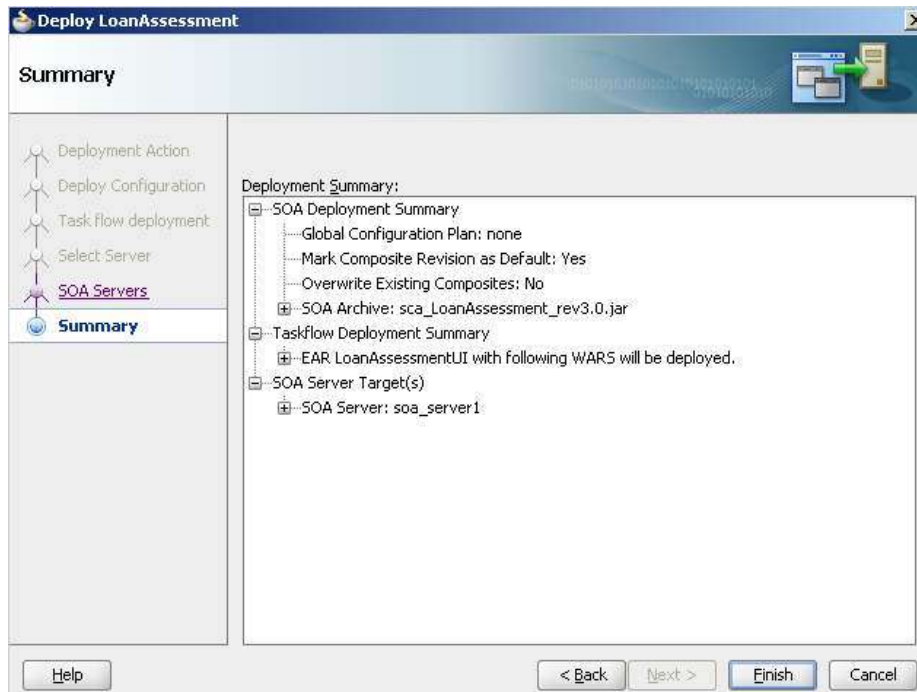 Deploy LoanAssessment
Summary
Deployment Action
Deploy Configuration
Task flow deployment
Select Server
SOA Servers
Summary
Deployment Summary:
SOA Deployment Summary
Global Configuration Plan: none
Mark Composite Revision as Default: Yes
Overwrite Existing Composites: No
SOA Archive: sca_LoanAssessment_rev3.0.jar
Taskflow Deployment Summary
EAR LoanAssessmentUI with following WARS will be deployed.
SOA Server Target(s)
SOA Server: soa_server1
Help
< Back
Next >
Finish
Cancel